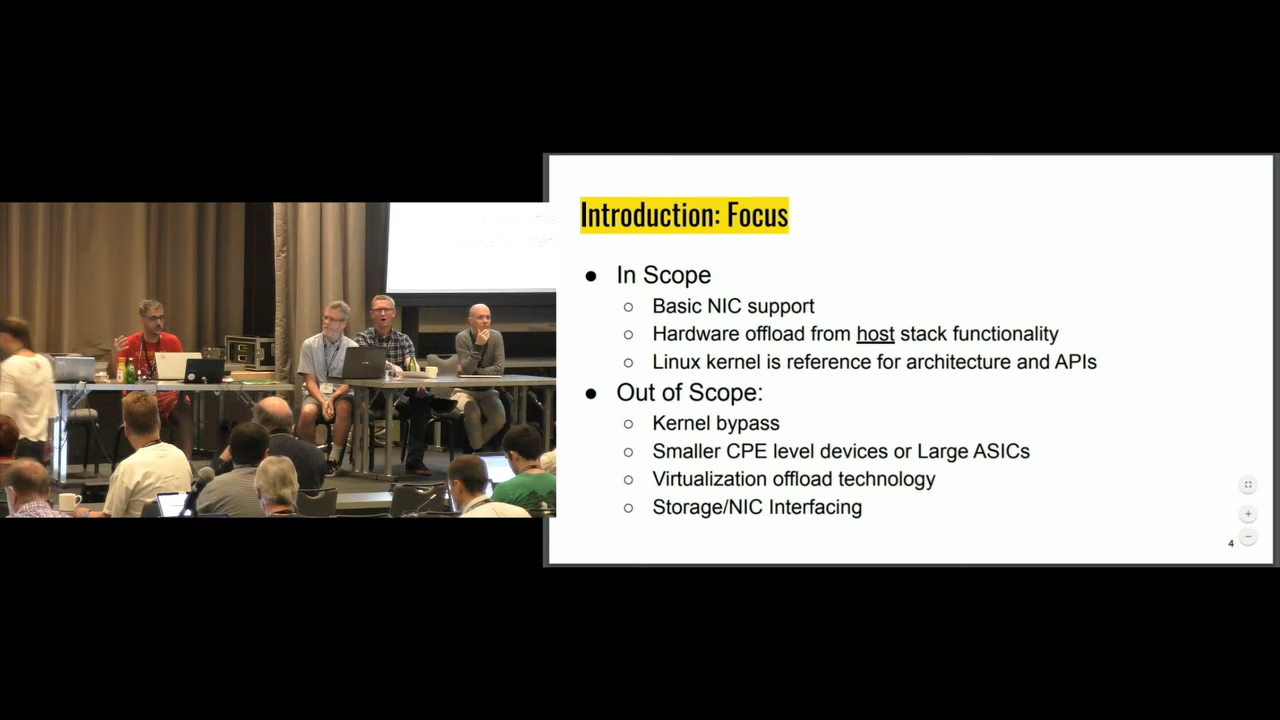 Introduction: Focus
● In Scope
○ Basic NIC support
○ Hardware offload from host stack functionality
○ Linux kernel is reference for architecture and APIs
● Out of Scope:
○ Kernel bypass
○ Smaller CPE level devices or Large ASICs
○ Virtualization offload technology
○ Storage/NIC Interfacing
4